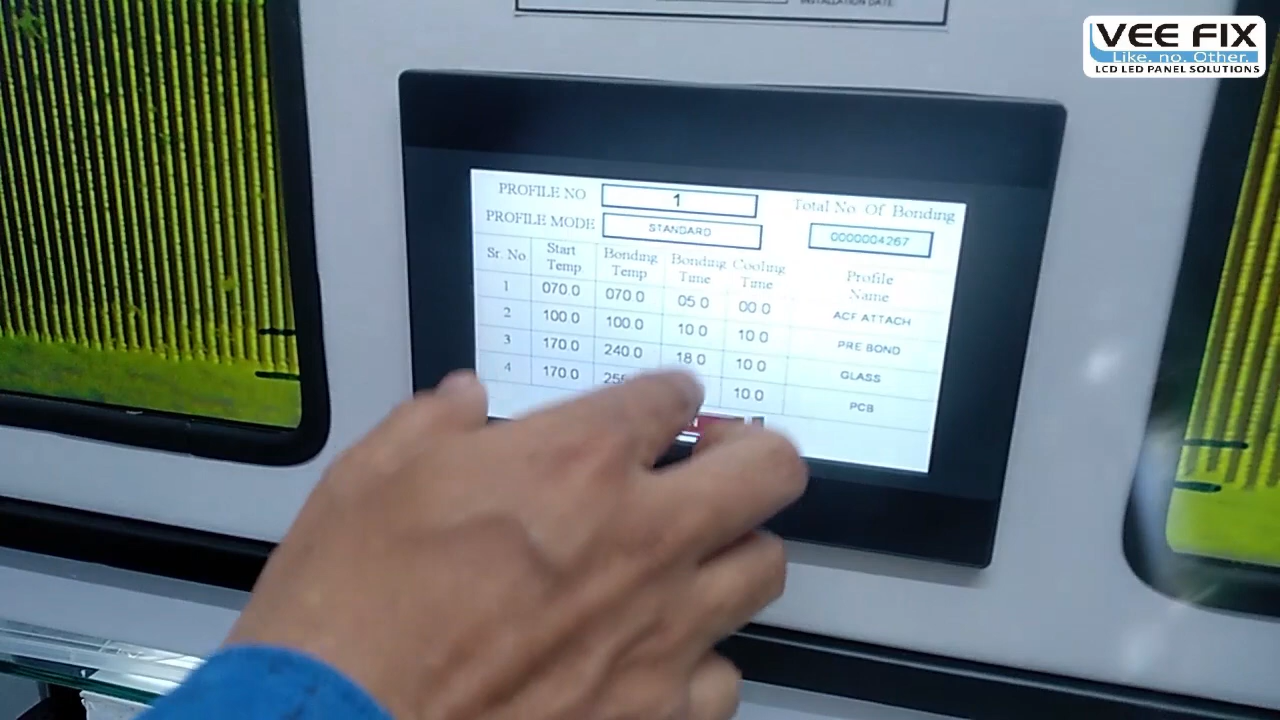 INSTALLATION DATE
VEE FIX
Like. no. Other.
LCD LED PANEL SOLUTIONS
PROFILE NO 1 Total No. Of Bonding
PROFILE MODE STANDARD 0000004267
Sr. No Start Temp Bonding Temp Bonding Time Cooling Time Profile Name
1 070.0 070 0 05 0 00 0 ACF ATTACH
2 100.0 100.0 10 0 10 0 PRE BOND
3 170.0 240.0 18 0 10 0 GLASS
4 170.0 10 0 PCB